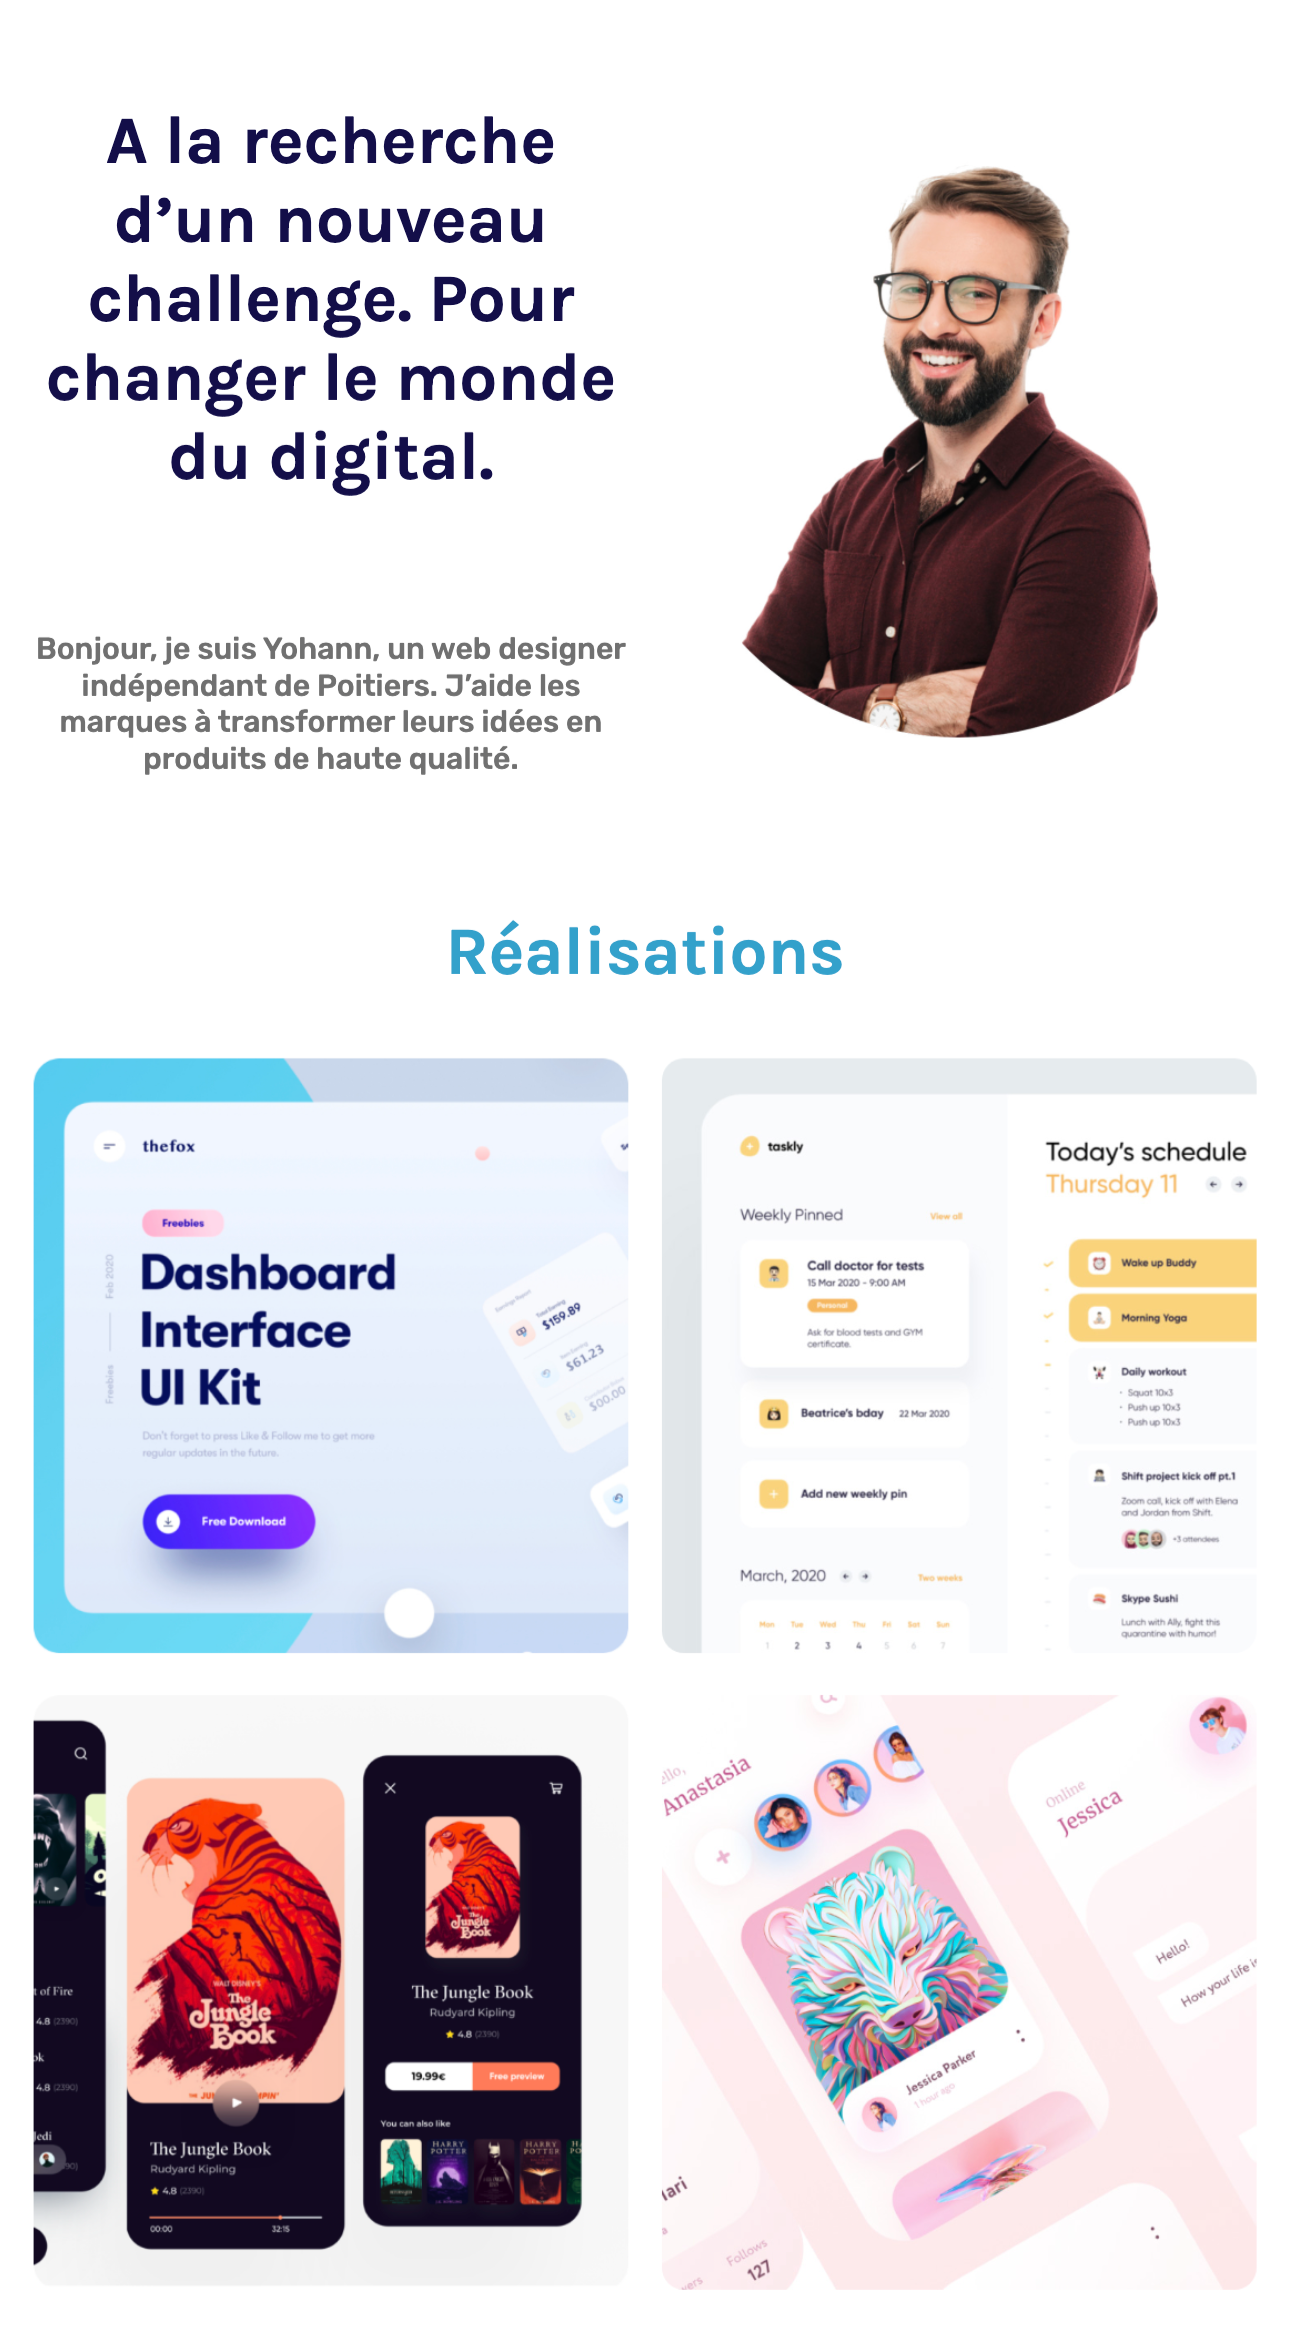 A la recherche
d’un nouveau
challenge. Pour
changer le monde
du digital.
Bonjour, je suis Yohann, un web designer
indépendant de Poitiers. J’aide les
marques à transformer leurs idées en
produits de haute qualité.
Réalisations
thefox
Freebies
Feb 2020
Freebies
Dashboard
Interface
UI Kit
Don't forget to press Like & Follow me to get more
regular updates in the future.
Free Download
$159.89
$61.23
$00.00
taskly
Weekly Pinned
View all
Call doctor for tests
15 Mar 2020 - 9:00 AM
Personal
Ask for blood tests and GYM
certificate.
Beatrice's bday 22 Mar 2020
Add new weekly pin
March, 2020
Two weeks
Mon Tue Wed Thu Fri Sat Sun
1 2 3 4 5 6 7
Today's schedule
Thursday 11
Wake up Buddy
Morning Yoga
Daily workout
· Squat 10x3
· Push up 10x3
· Push up 10x3
Shift project kick off pt.1
Zoom call, kick off with Elena
and Jordan from Shift.
+3 attendees
Skype Sushi
Lunch with Ally, fight this
quarantine with humor!
t of Fire
4.8 (2390)
ok
4.8 (2390)
Jedi
90)
WALT DISNEY'S
The
Jungle
Book
The Jungle Book
Rudyard Kipling
4.8 (2390)
00:00 32:15
The
Jungle
Book
The Jungle Book
Rudyard Kipling
4.8 (2390)
19.99€ Free preview
You can also like
HARRY
POTTER
HARRY
POTTER
ello,
Anastasia
Jessica Parker
1 hour ago
Online
Jessica
Hello!
How your life i
Follows
127